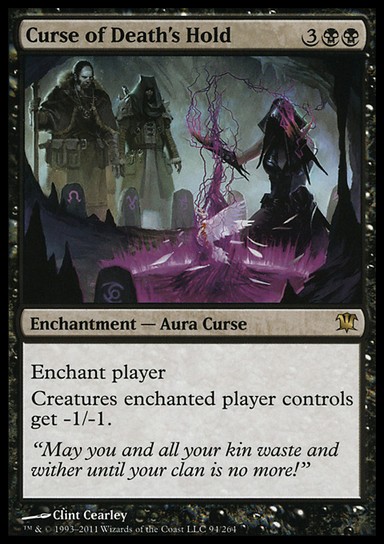 Curse of Death's Hold 3
Enchantment — Aura Curse
Enchant player
Creatures enchanted player controls
get -1/-1.
“May you and all your kin waste and
wither until your clan is no more!”
Clint Cearley
™ & © 1993–2011 Wizards of the Coast LLC 94/264